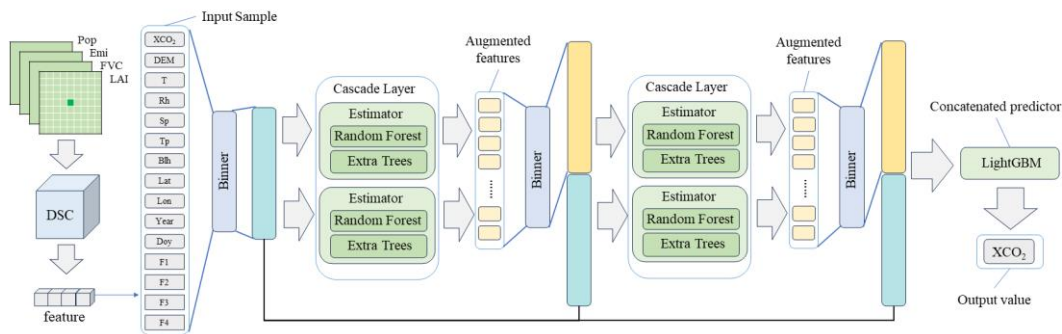 Pop
Emi
FVC
LAI
DSC
feature
Input Sample
XCO₂
DEM
T
Rh
Sp
Tp
Blh
Lat
Lon
Year
Doy
F1
F2
F3
F4
Binner
Cascade Layer
Estimator
Random Forest
Extra Trees
Estimator
Random Forest
Extra Trees
Augmented
features
......
Binner
Cascade Layer
Estimator
Random Forest
Extra Trees
Estimator
Random Forest
Extra Trees
Augmented
features
......
Binner
Concatenated predictor
LightGBM
XCO₂
Output value